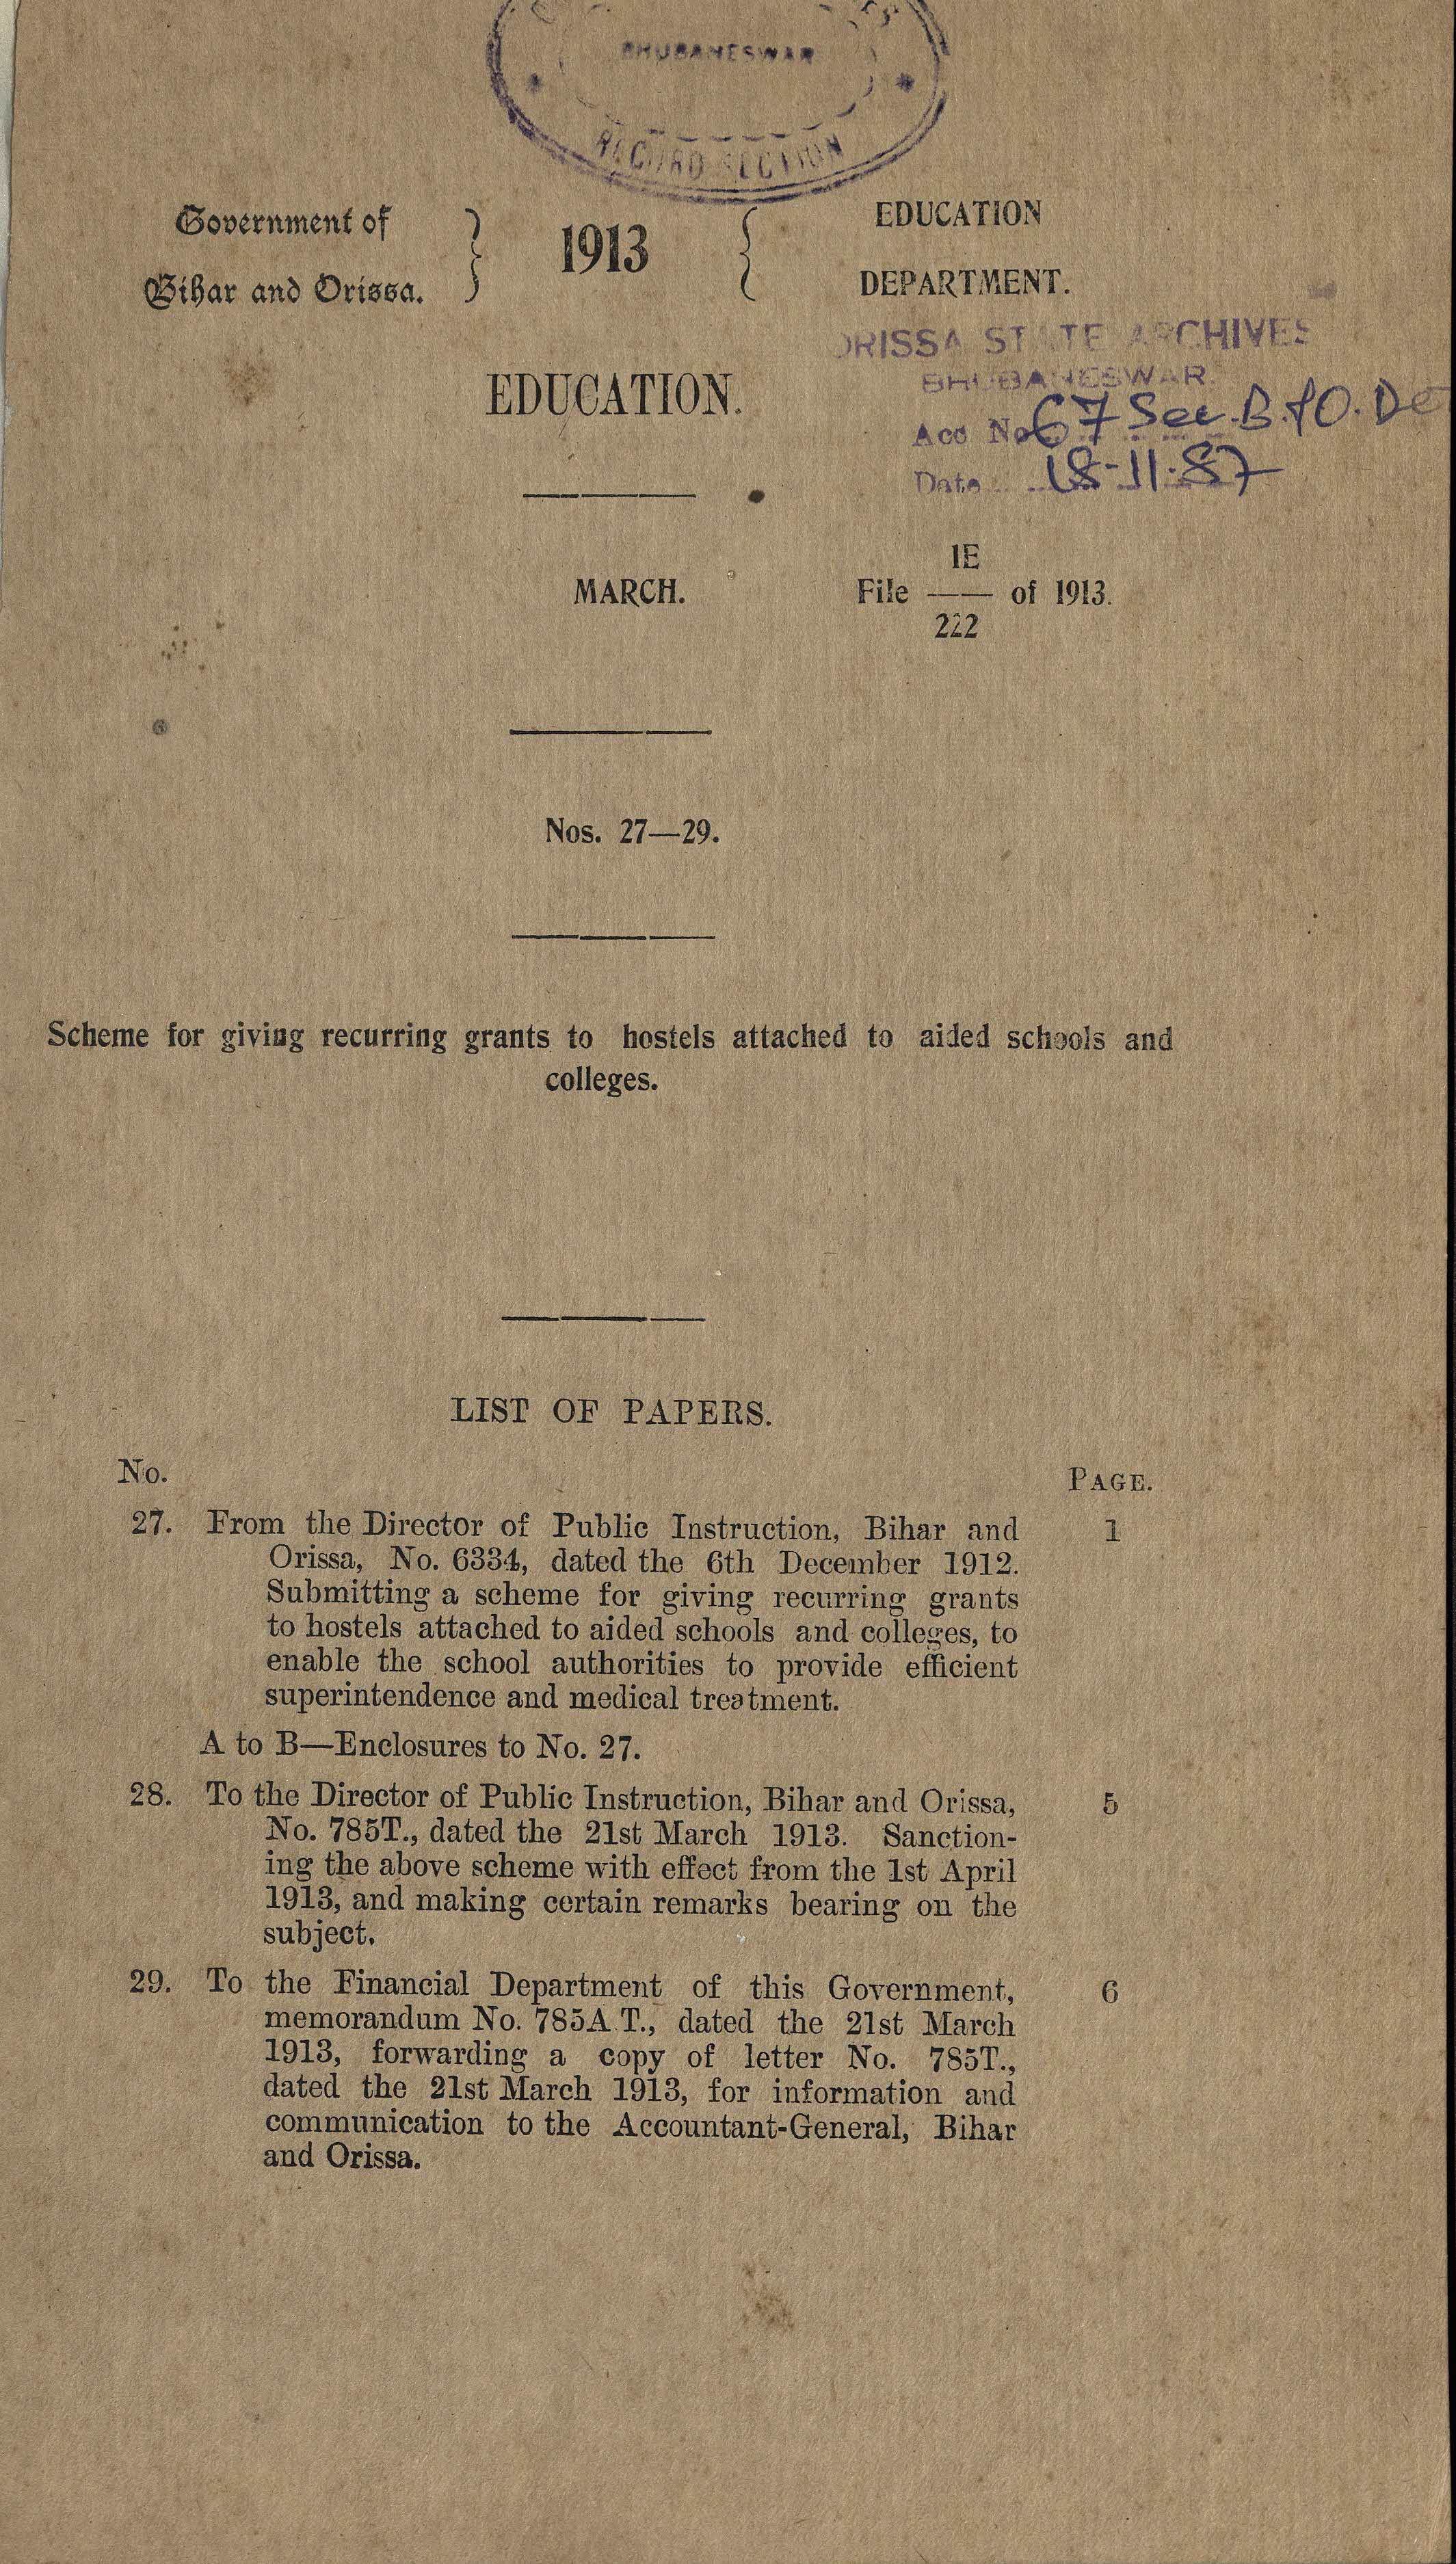 BHUBANESWAR
RECORD SECTION
Government of
Bihar and Orissa.
1913
EDUCATION
DEPARTMENT.
ORISSA STATE ARCHIVES
BHUBANESWAR.
Acc No. 67 Sec. B.&O. De
Date 18-11-87
EDUCATION.
MARCH.
File 1E/222 of 1913.
Nos. 27—29.
Scheme for giving recurring grants to hostels attached to aided schools and
colleges.
LIST OF PAPERS.
No.
PAGE.
27. From the Director of Public Instruction, Bihar and 1
Orissa, No. 6334, dated the 6th December 1912.
Submitting a scheme for giving recurring grants
to hostels attached to aided schools and colleges, to
enable the school authorities to provide efficient
superintendence and medical treatment.
A to B—Enclosures to No. 27.
28. To the Director of Public Instruction, Bihar and Orissa, 5
No. 785T., dated the 21st March 1913. Sanction-
ing the above scheme with effect from the 1st April
1913, and making certain remarks bearing on the
subject.
29. To the Financial Department of this Government, 6
memorandum No. 785A.T., dated the 21st March
1913, forwarding a copy of letter No. 785T.,
dated the 21st March 1913, for information and
communication to the Accountant-General, Bihar
and Orissa.